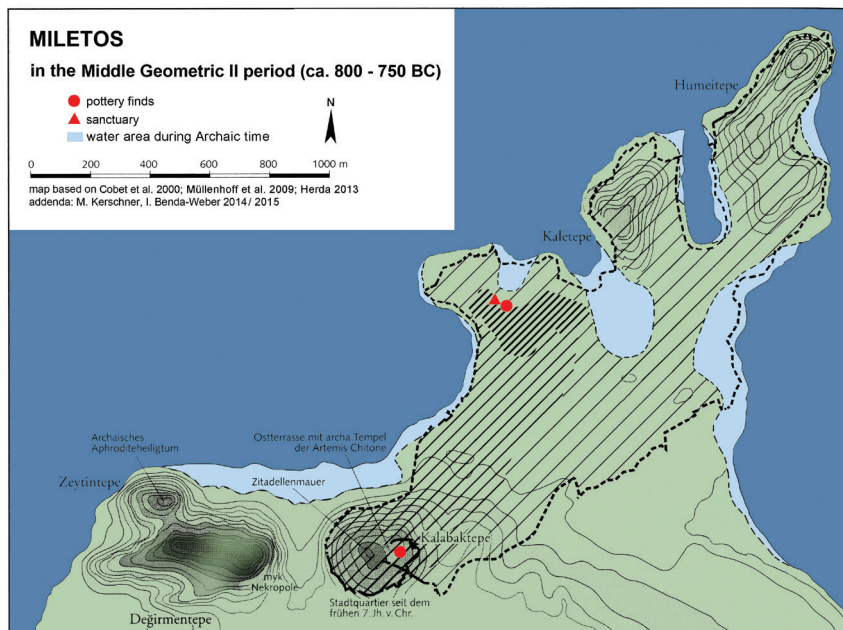 MILETOS
in the Middle Geometric II period (ca. 800 - 750 BC)
pottery finds
sanctuary
water area during Archaic time
N
0 200 400 600 800 1000 m
map based on Cobet et al. 2000; Müllenhoff et al. 2009; Herda 2013
addenda: M. Kerschner, I. Benda-Weber 2014/ 2015
Humeitepe
Kaletepe
Archaisches
Aphroditeheiligtum
Ostterrasse mit archa Tempel
der Artemis Chitone
Zeytintepe
Zitadellenmauer
Kalabaktepe
myk
Nekropole
Stadtquartier seit dem
frühen 7. Jh. v. Chr.
Değirmentepe